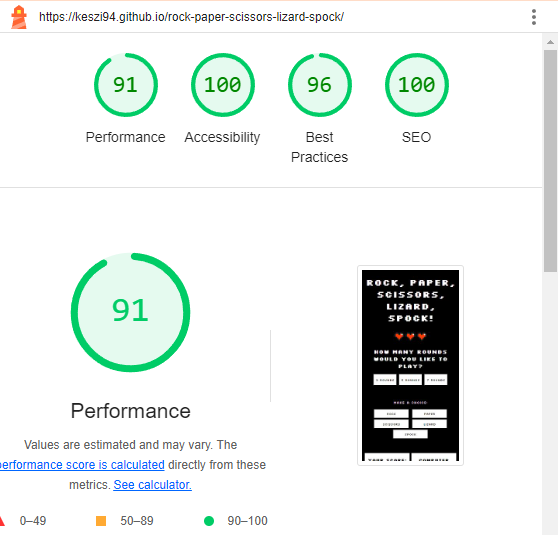 https://keszi94.github.io/rock-paper-scissors-lizard-spock/
91
100
96
100
Performance
Accessibility
Best
Practices
SEO
91
Performance
Values are estimated and may vary. The
performance score is calculated directly from these
metrics. See calculator.
0–49
50–89
90–100
ROCK, PAPER,
SCISSORS,
LIZARD,
SPOCK!
HOW MANY ROUNDS
WOULD YOU LIKE TO
PLAY?
MAKE A CHOICE
ROCK
PAPER
SCISSORS
LIZARD
SPOCK
YOUR SCORE:
COMPUTER